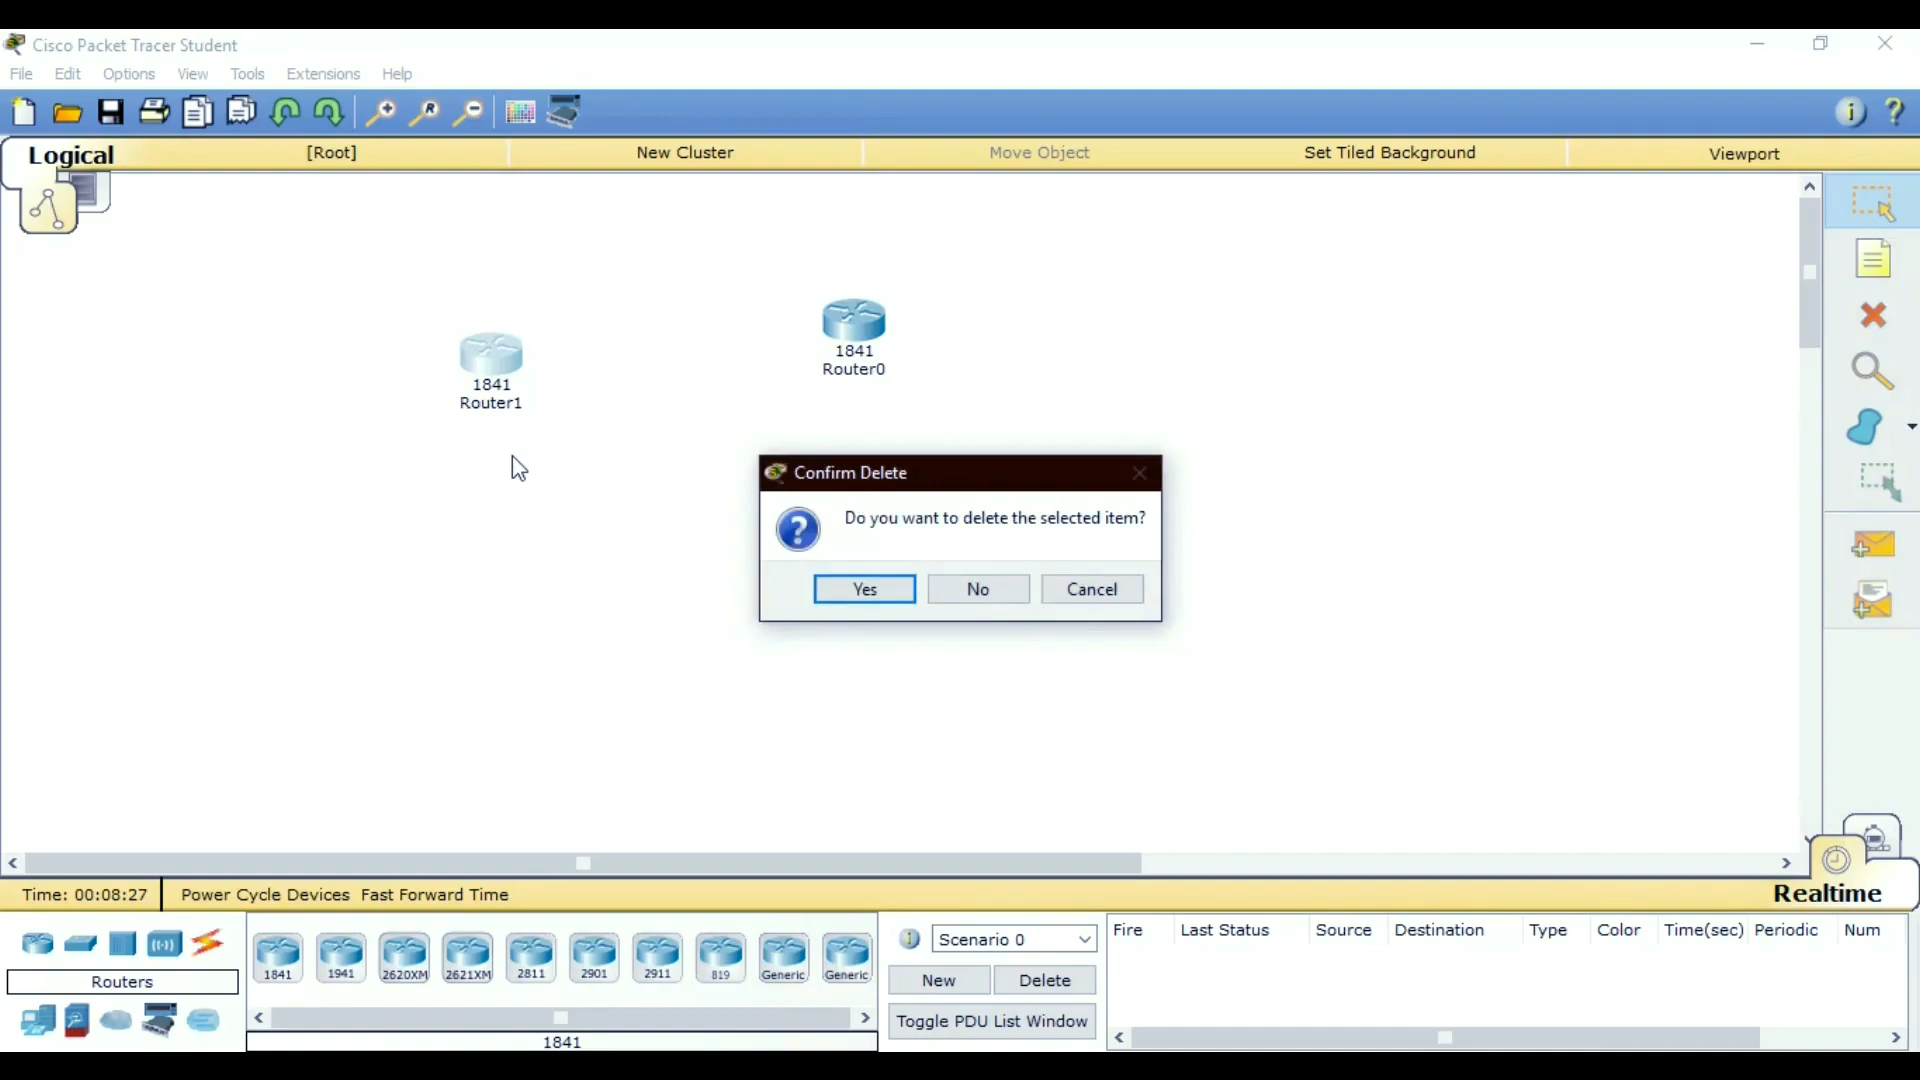 Cisco Packet Tracer Student
File Edit Options View Tools Extensions Help
Logical [Root] New Cluster Move Object Set Tiled Background Viewport
1841
Router0
1841
Router1
Confirm Delete
Do you want to delete the selected item?
Yes No Cancel
Time: 00:08:27 Power Cycle Devices Fast Forward Time Realtime
Routers
1841 1941 2620XM 2621XM 2811 2901 2911 819 Generic Generic
1841
Scenario 0
New Delete
Toggle PDU List Window
Fire Last Status Source Destination Type Color Time(sec) Periodic Num